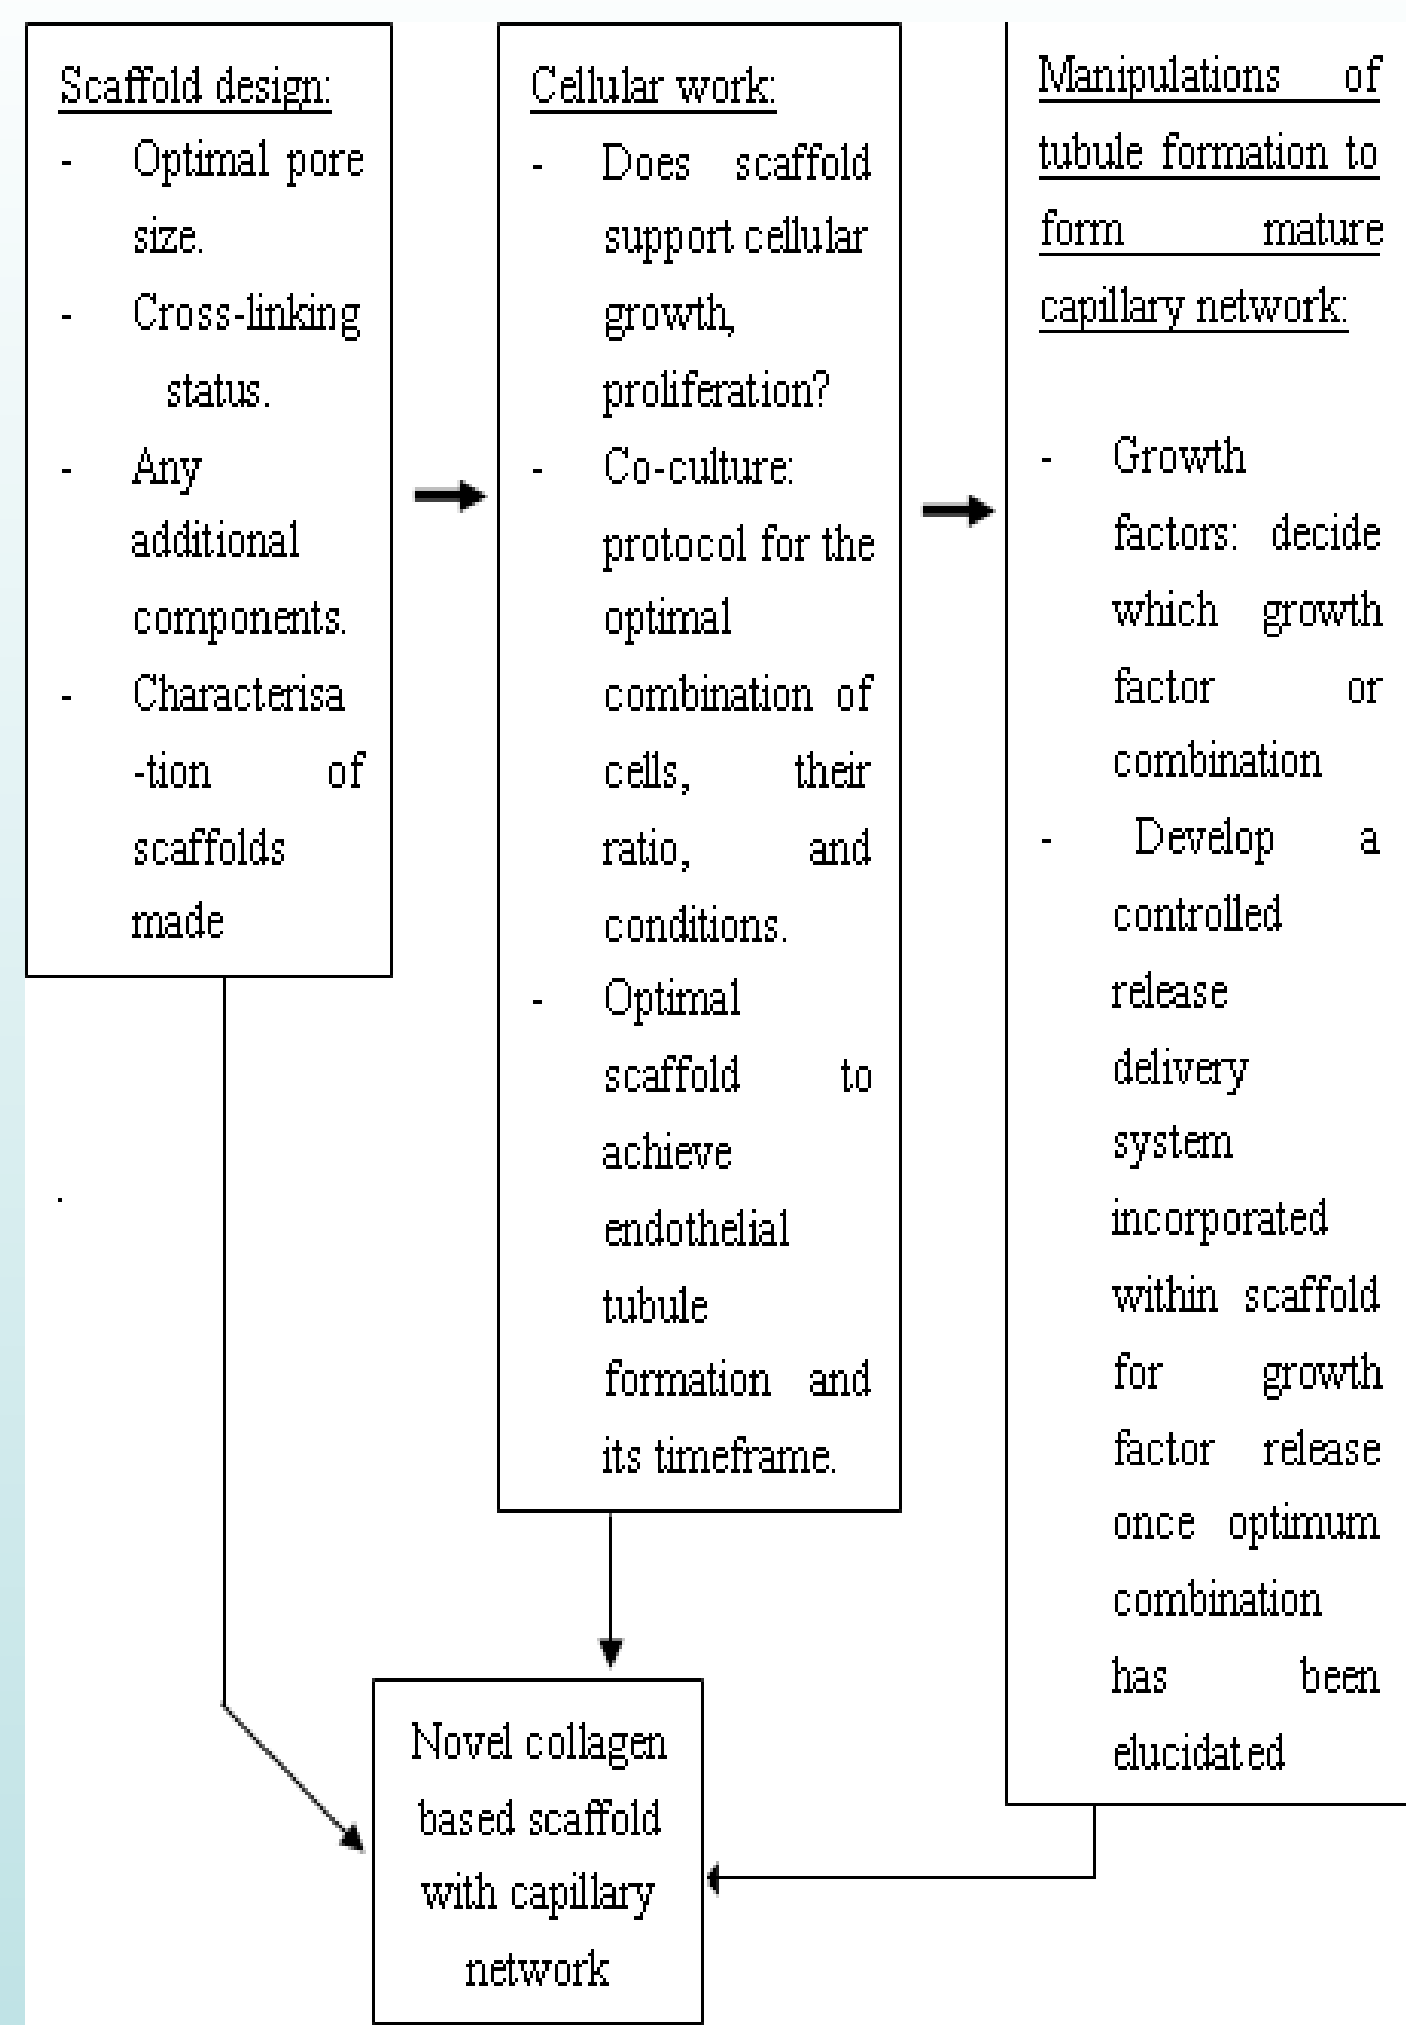 Scaffold design:
- Optimal pore
size.
- Cross-linking
status.
- Any
additional
components.
- Characterisa
-tion of
scaffolds
made
Cellular work:
- Does scaffold
support cellular
growth,
proliferation?
- Co-culture:
protocol for the
optimal
combination of
cells, their
ratio, and
conditions.
- Optimal
scaffold to
achieve
endothelial
tubule
formation and
its timeframe.
Manipulations of
tubule formation to
form mature
capillary network:
- Growth
factors: decide
which growth
factor or
combination
- Develop a
controlled
release
delivery
system
incorporated
within scaffold
for growth
factor release
once optimum
combination
has been
elucidated
Novel collagen
based scaffold
with capillary
network